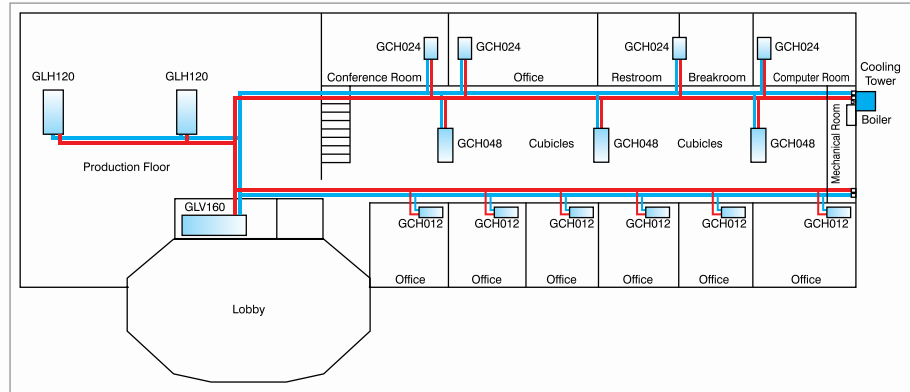 GCH024
GCH024
GCH024
GCH024
GLH120
GLH120
Conference Room
Office
Restroom
Breakroom
Computer Room
Cooling
Tower
Boiler
Mechanical Room
GCH048
Cubicles
GCH048
Cubicles
GCH048
Production Floor
GLV160
GCH012
GCH012
GCH012
GCH012
GCH012
GCH012
Office
Office
Office
Office
Office
Office
Lobby